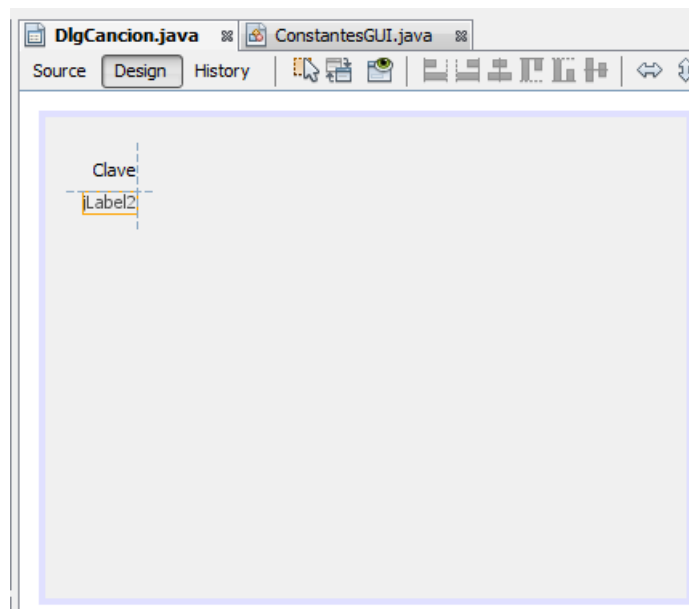 DlgCancion.java ConstantesGUI.java
Source Design History
Clave
jLabel2